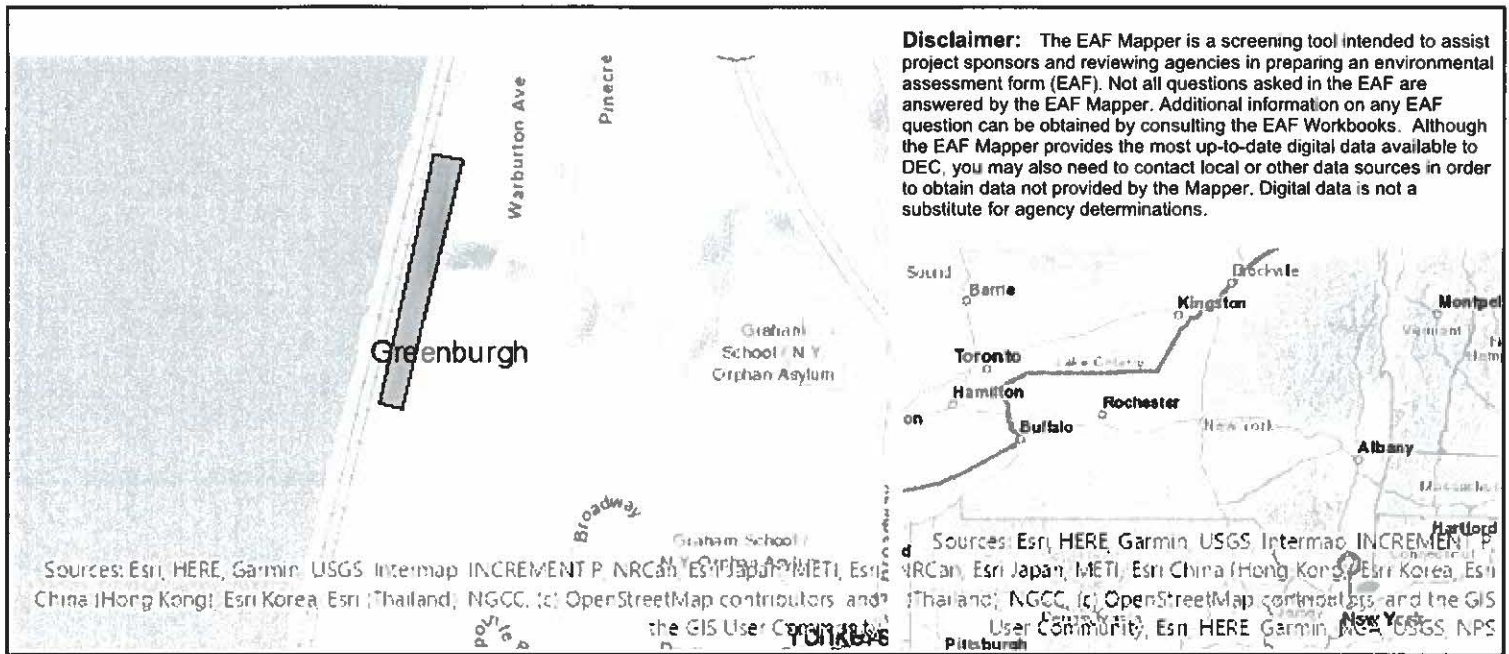 Disclaimer: The EAF Mapper is a screening tool intended to assist
project sponsors and reviewing agencies in preparing an environmental
assessment form (EAF). Not all questions asked in the EAF are
answered by the EAF Mapper. Additional information on any EAF
question can be obtained by consulting the EAF Workbooks. Although
the EAF Mapper provides the most up-to-date digital data available to
DEC, you may also need to contact local or other data sources in order
to obtain data not provided by the Mapper. Digital data is not a
substitute for agency determinations.
Warburton Ave
Pinecre
Greenburgh
Graham
School / N Y
Orphan Asylum
Broadway
Graham School /
N Y Orphan Asylum
Sources: Esri, HERE, Garmin, USGS, Intermap, INCREMENT P, NRCan, Esri Japan, METI, Esri
China (Hong Kong), Esri Korea, Esri (Thailand), NGCC, (c) OpenStreetMap contributors, and
the GIS User Community
Yonkers
Sound
Barrie
Kingston
Montpel
Vermont
Toronto
Hamilton
on
Rochester
Buffalo
New York
Albany
Hartford
Sources: Esri, HERE, Garmin, USGS, Intermap, INCREMENT P,
NRCan, Esri Japan, METI, Esri China (Hong Kong), Esri Korea, Esri
(Thailand), NGCC, (c) OpenStreetMap contributors, and the GIS
User Community, Esri, HERE, Garmin, NGA, USGS, NPS
New York
Pittsburgh